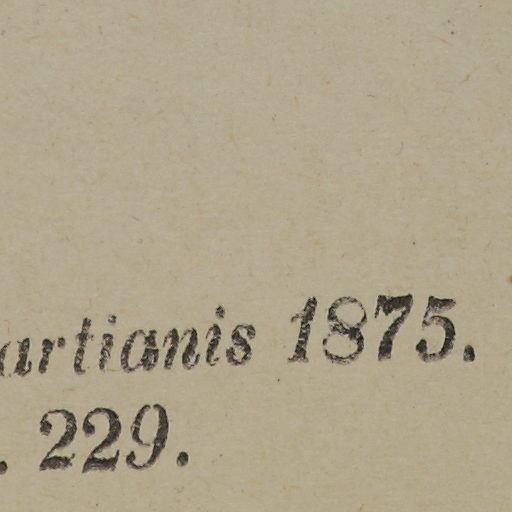 artianis 1875.
. 229.